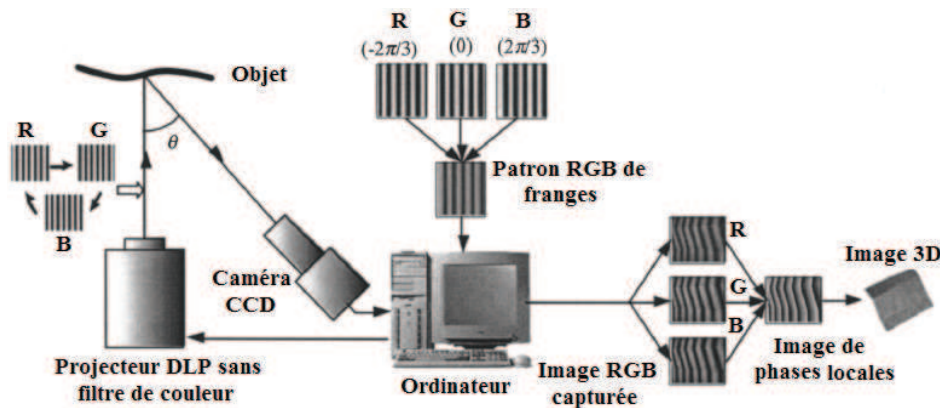 R G B
(-2π/3) (0) (2π/3)
Objet
R G
θ
B
Patron RGB de
franges
Caméra
CCD
R
G
B
Image 3D
Projecteur DLP sans
filtre de couleur
Ordinateur
Image RGB
capturée
Image de
phases locales